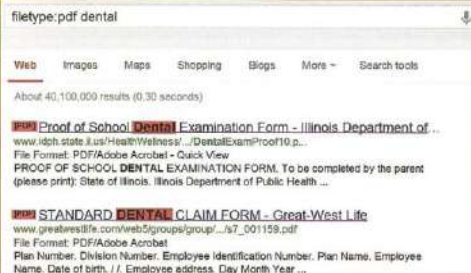 filetype:pdf dental
Web Images Maps Shopping Blogs More Search tools
About 40,100,000 results (0.30 seconds)
[PDF] Proof of School Dental Examination Form - Illinois Department of...
www.idph.state.il.us/HealthWellness/.../DentalExamProof10.p...
File Format: PDF/Adobe Acrobat - Quick View
PROOF OF SCHOOL DENTAL EXAMINATION FORM. To be completed by the parent
(please print): State of Illinois. Illinois Department of Public Health ...
[PDF] STANDARD DENTAL CLAIM FORM - Great-West Life
www.greatwestlife.com/web5/groups/group/.../s7_001159.pdf
File Format: PDF/Adobe Acrobat
Plan Number. Division Number. Employee Identification Number. Plan Name. Employee
Name. Date of birth. / /. Employee address. Day Month Year ...